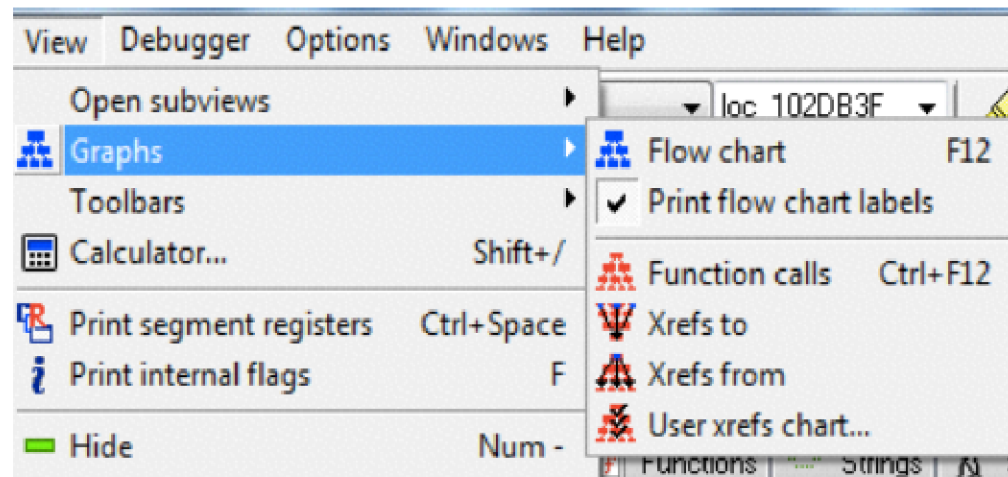 View Debugger Options Windows Help
Open subviews
loc_102DB3F
Graphs
Flow chart F12
Toolbars
Print flow chart labels
Calculator... Shift+/
Function calls Ctrl+F12
Print segment registers Ctrl+Space
Xrefs to
Print internal flags F
Xrefs from
User xrefs chart...
Hide Num -
Functions Strings